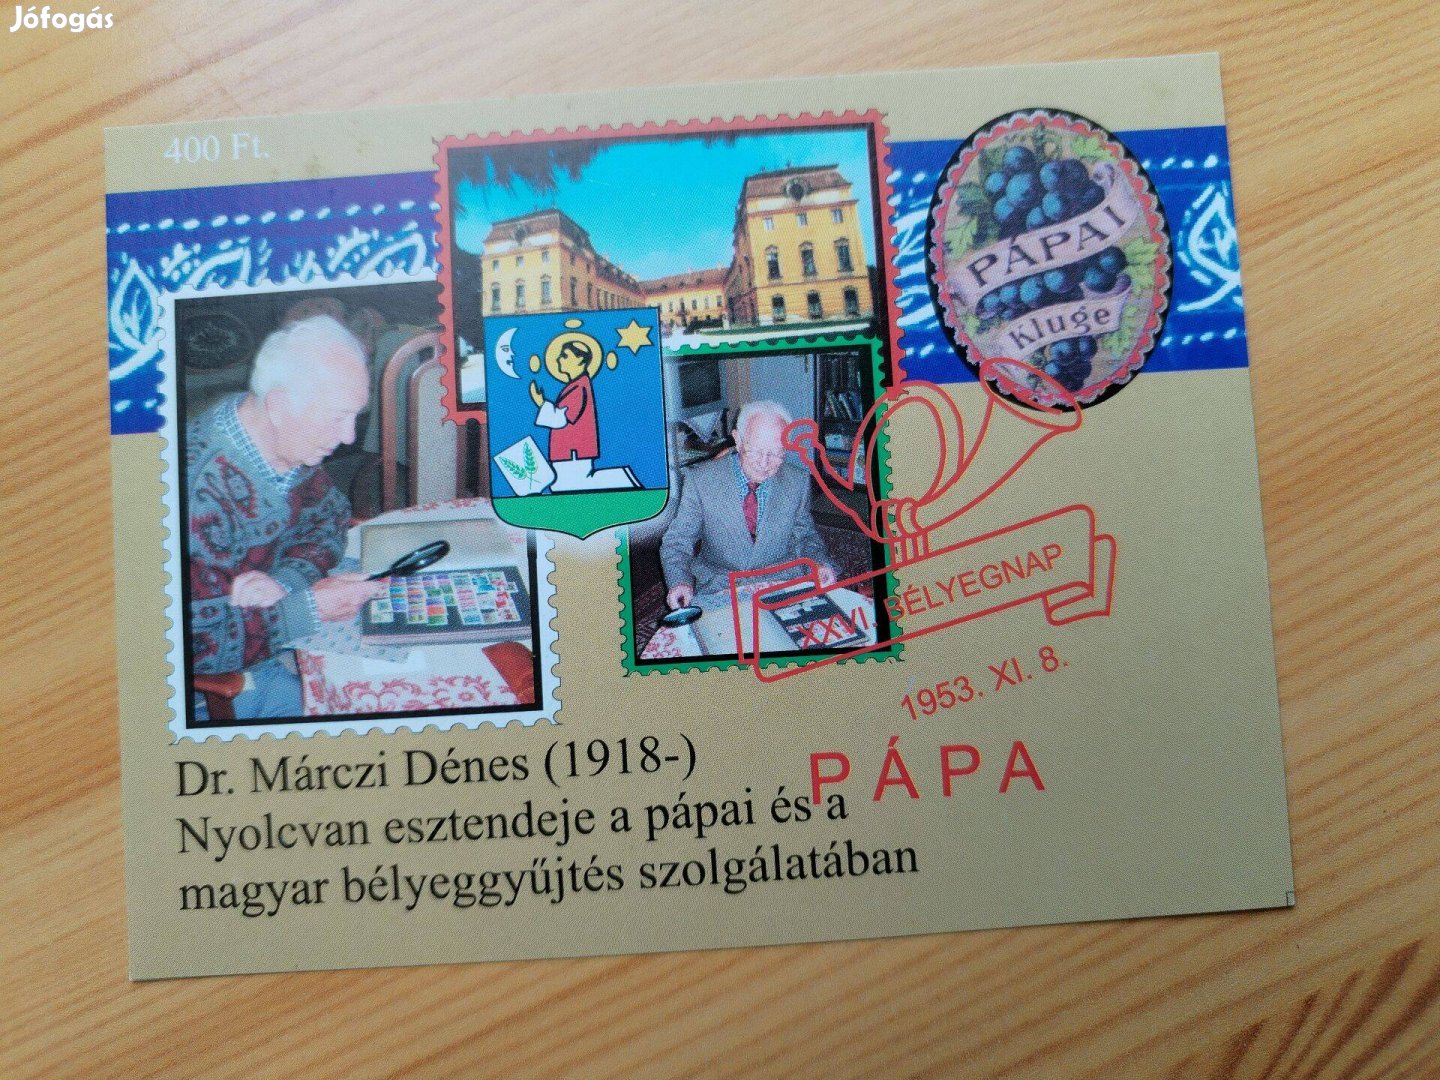 Jófogás
400 Ft.
PÁPAI
Kluge
XXVI. BÉLYEGNAP
1953. XI. 8.
PÁPA
Dr. Márczi Dénes (1918-)
Nyolcvan esztendeje a pápai és a
magyar bélyeggyűjtés szolgálatában